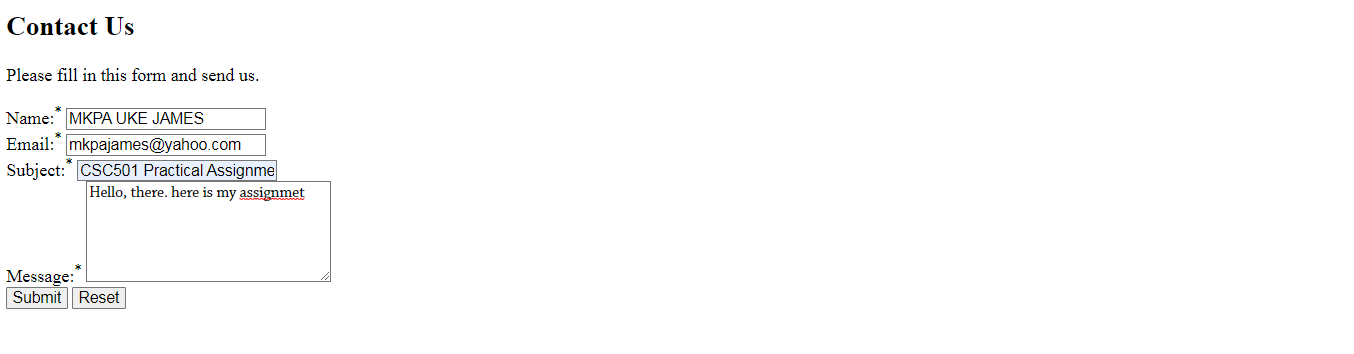 Contact Us
Please fill in this form and send us.
Name:* MKPA UKE JAMES
Email:* mkpajames@yahoo.com
Subject:* CSC501 Practical Assignme
Hello, there. here is my assignmet
Message:*
Submit Reset